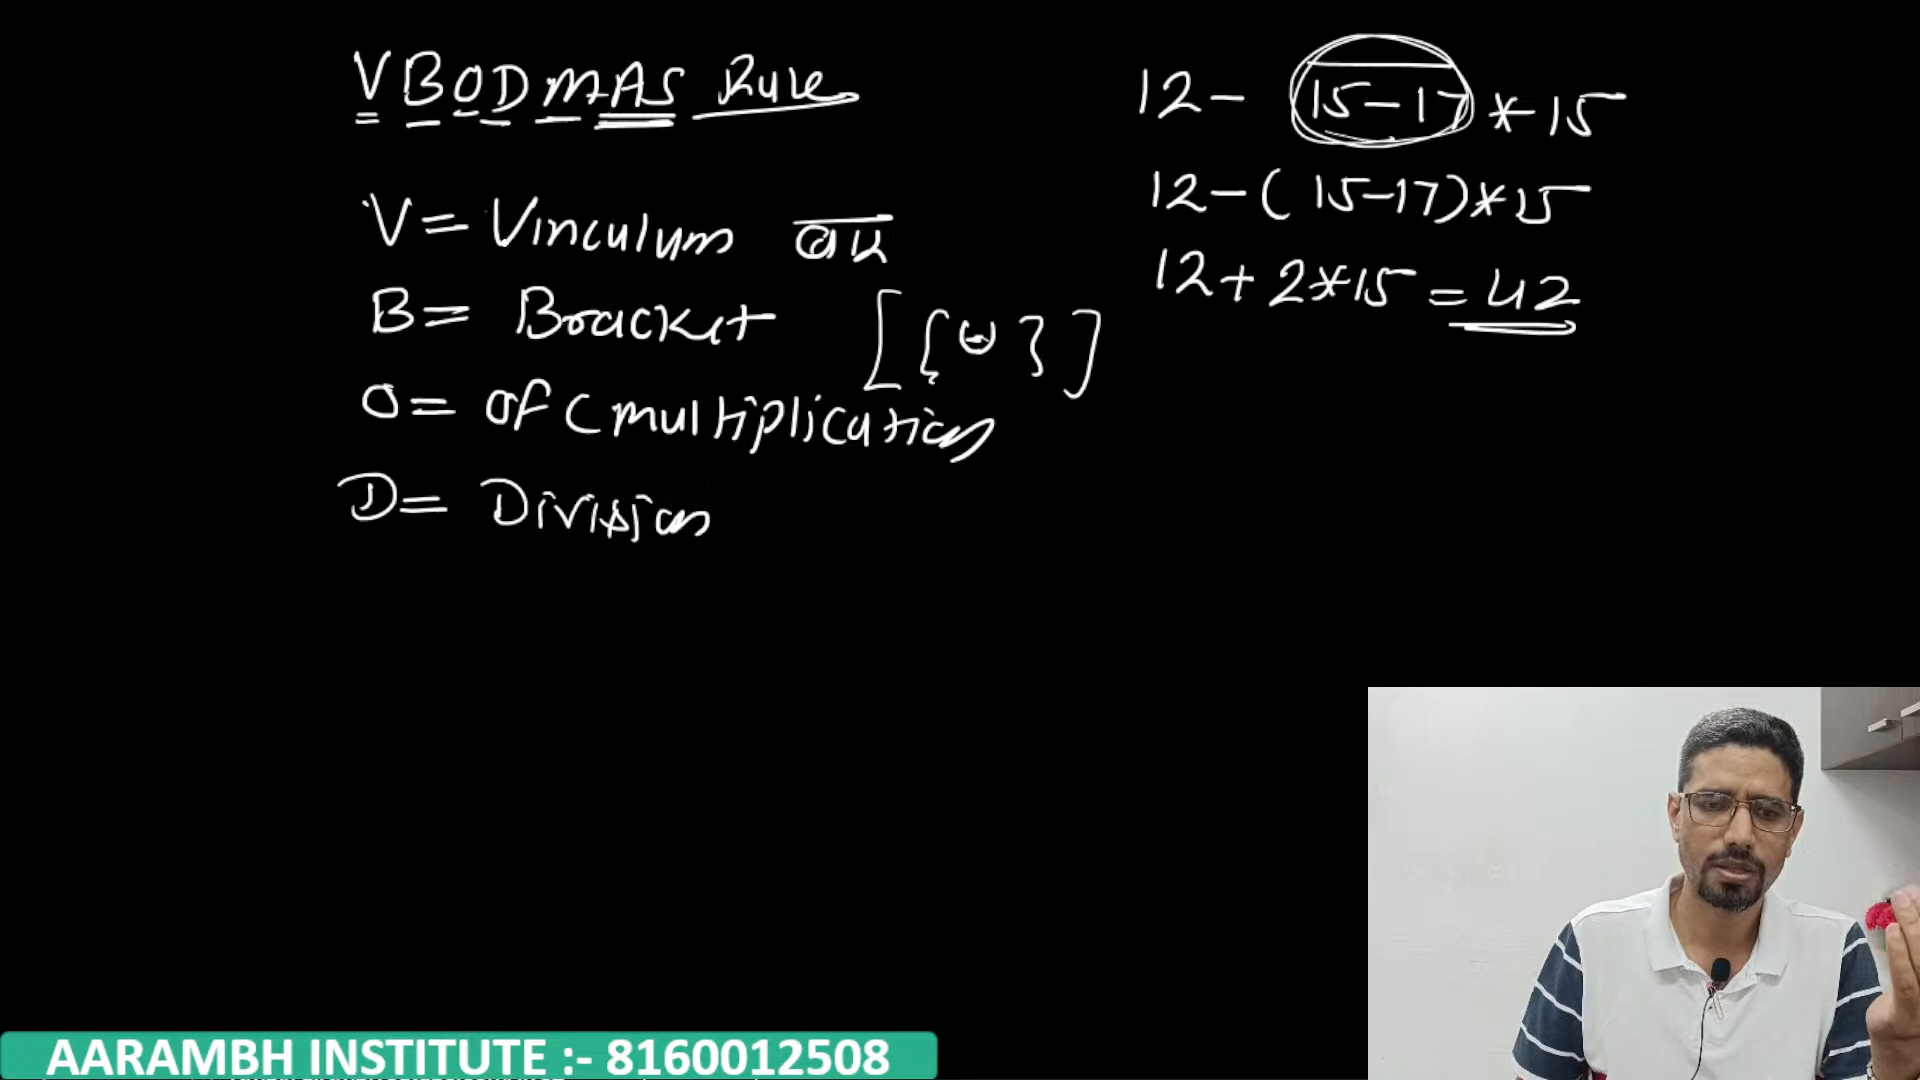 VBODMAS Rule
V = Vinculum
B = Bracket [{()}]
O = Of (multiplication
D = Division
12 - 15-17 * 15
12 - (15-17) * 15
12 + 2 * 15 = 42
AARAMBH INSTITUTE :- 8160012508